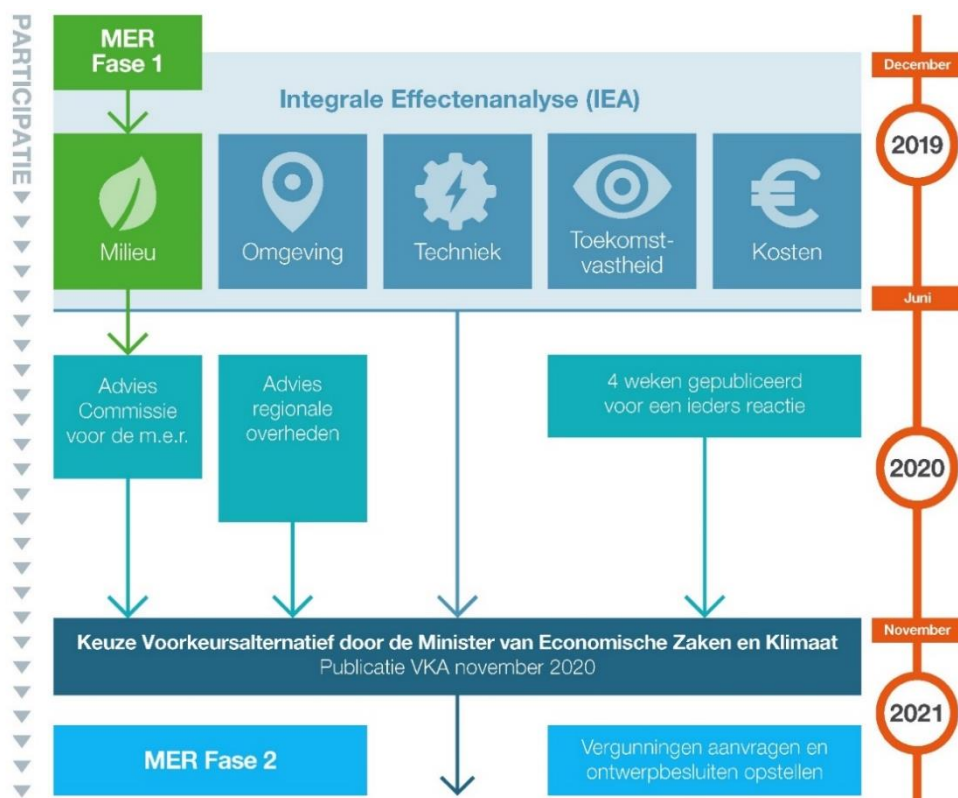 PARTICIPATIE
MER
Fase 1
Integrale Effectenanalyse (IEA)
Milieu
Omgeving
Techniek
Toekomst-
vastheid
Kosten
December
2019
Juni
Advies
Commissie
voor de m.e.r.
Advies
regionale
overheden
4 weken gepubliceerd
voor een ieders reactie
2020
Keuze Voorkeursalternatief door de Minister van Economische Zaken en Klimaat
Publicatie VKA november 2020
November
2021
MER Fase 2
Vergunningen aanvragen en
ontwerpbesluiten opstellen